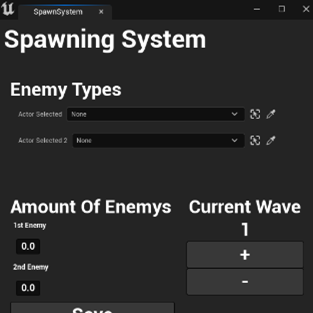 SpawnSystem
Spawning System
Enemy Types
Actor Selected None
Actor Selected 2 None
Amount Of Enemys
Current Wave
1st Enemy
1
0.0
+
2nd Enemy
-
0.0
Save